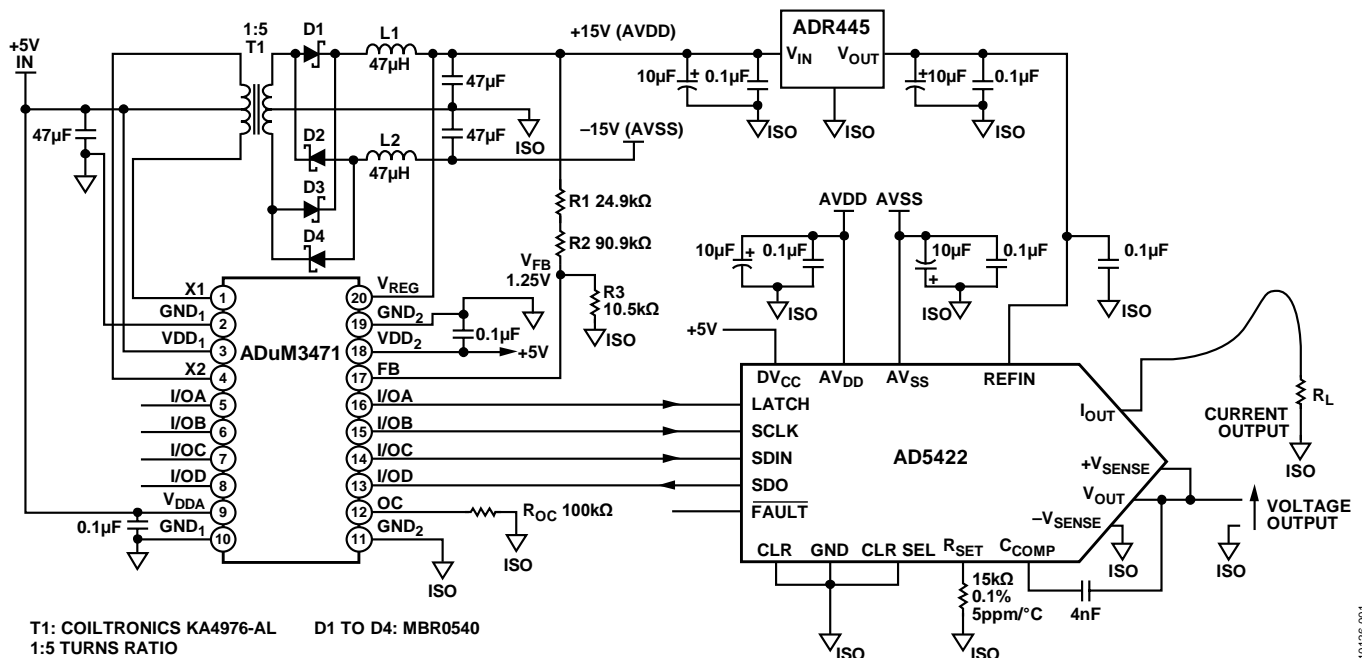 +5V
IN
1:5
T1
D1
L1
47µH
+15V (AVDD)
ADR445
VIN
VOUT
47µF
10µF
+
0.1µF
+
10µF
0.1µF
ISO
ISO
ISO
47µF
47µF
ISO
–15V (AVSS)
D2
L2
47µH
D3
D4
R1 24.9kΩ
R2 90.9kΩ
VFB
1.25V
R3
10.5kΩ
ISO
AVDD
AVSS
10µF
+
0.1µF
ISO
10µF
+
0.1µF
ISO
0.1µF
ISO
X1
1
GND1
2
VDD1
3
X2
4
I/OA
5
I/OB
6
I/OC
7
I/OD
8
VDDA
9
GND1
10
0.1µF
ADuM3471
VREG
20
GND2
19
VDD2
18
FB
17
I/OA
16
I/OB
15
I/OC
14
I/OD
13
OC
12
GND2
11
0.1µF
+5V
ROC 100kΩ
ISO
ISO
+5V
DVCC
AVDD
AVSS
REFIN
LATCH
SCLK
SDIN
SDO
FAULT
AD5422
IOUT
+VSENSE
VOUT
–VSENSE
CLR
GND
CLR SEL
RSET
CCOMP
RL
CURRENT
OUTPUT
ISO
VOLTAGE
OUTPUT
ISO
ISO
15kΩ
0.1%
5ppm/°C
4nF
ISO
ISO
T1: COILTRONICS KA4976-AL
1:5 TURNS RATIO
D1 TO D4: MBR0540